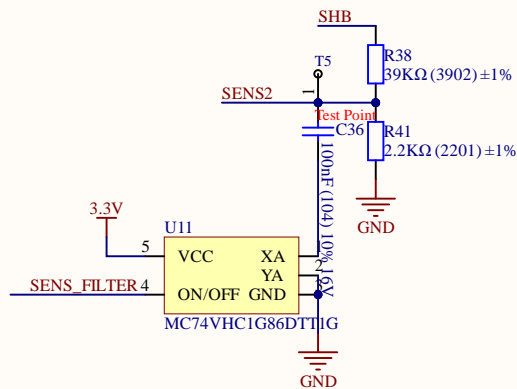 SHB
R38
39KΩ (3902) ±1%
T5
1
SENS2
Test Point
C36
100nF (104) 10% 16V
R41
2.2KΩ (2201) ±1%
GND
3.3V
U11
5 VCC XA 1
YA 2
SENS_FILTER 4 ON/OFF GND 3
MC74VHC1G86DTT1G
GND